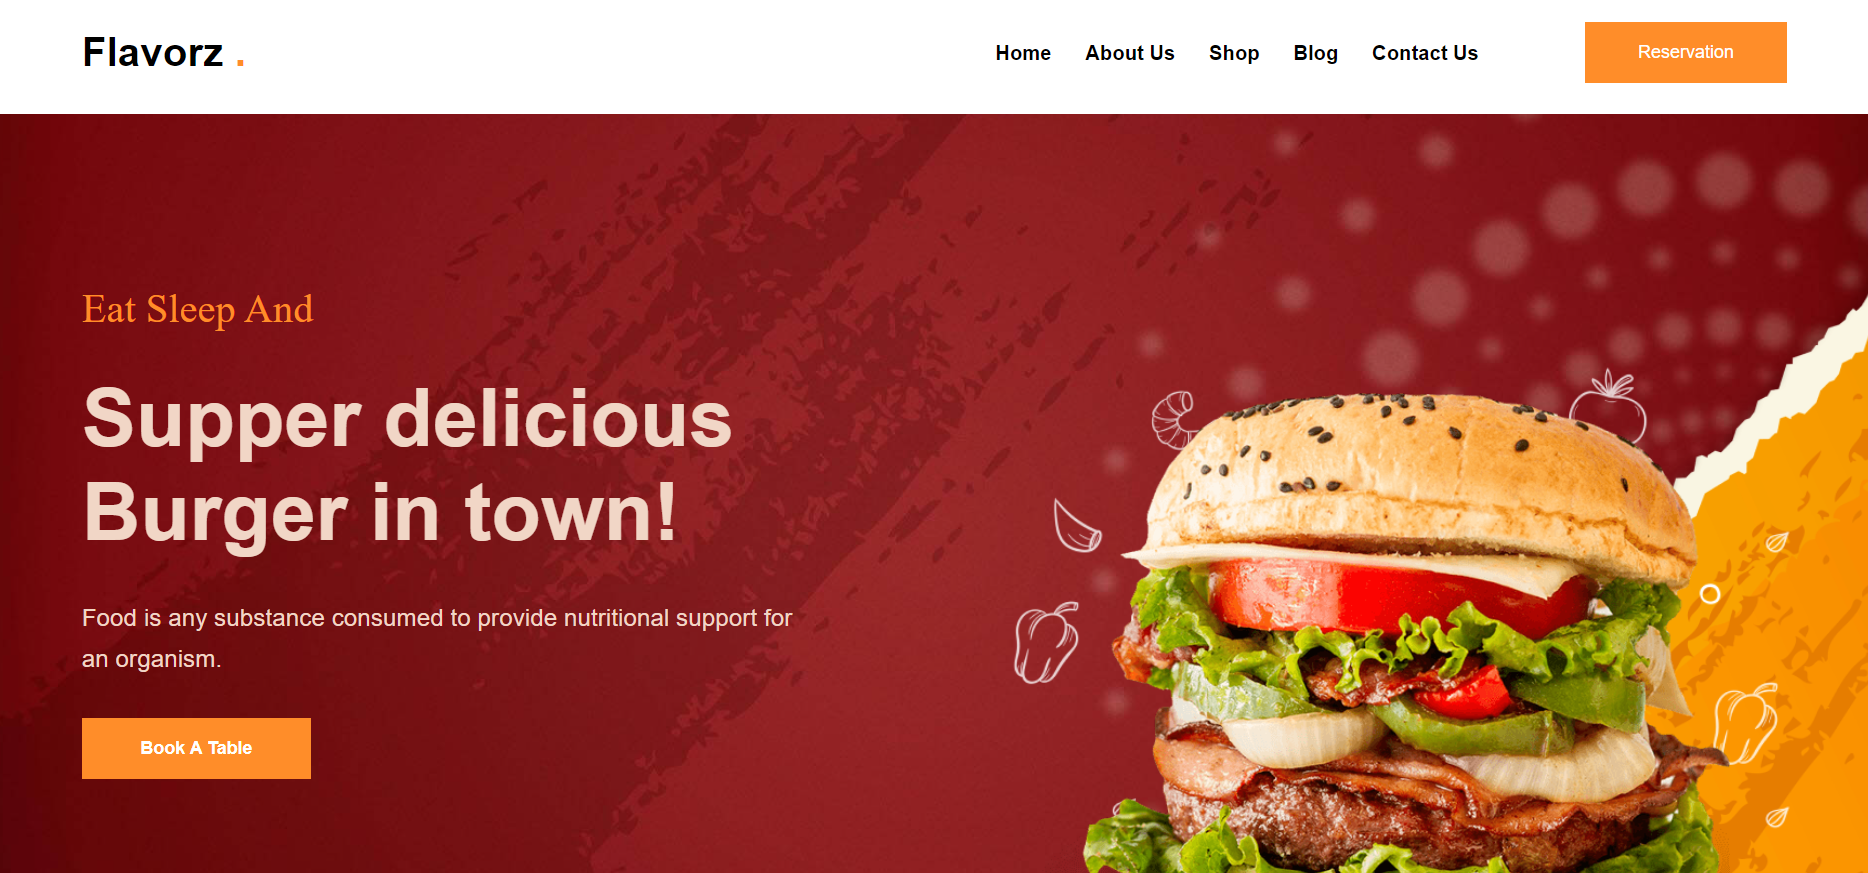 Flavorz .
Home About Us Shop Blog Contact Us Reservation
Eat Sleep And
Supper delicious
Burger in town!
Food is any substance consumed to provide nutritional support for
an organism.
Book A Table